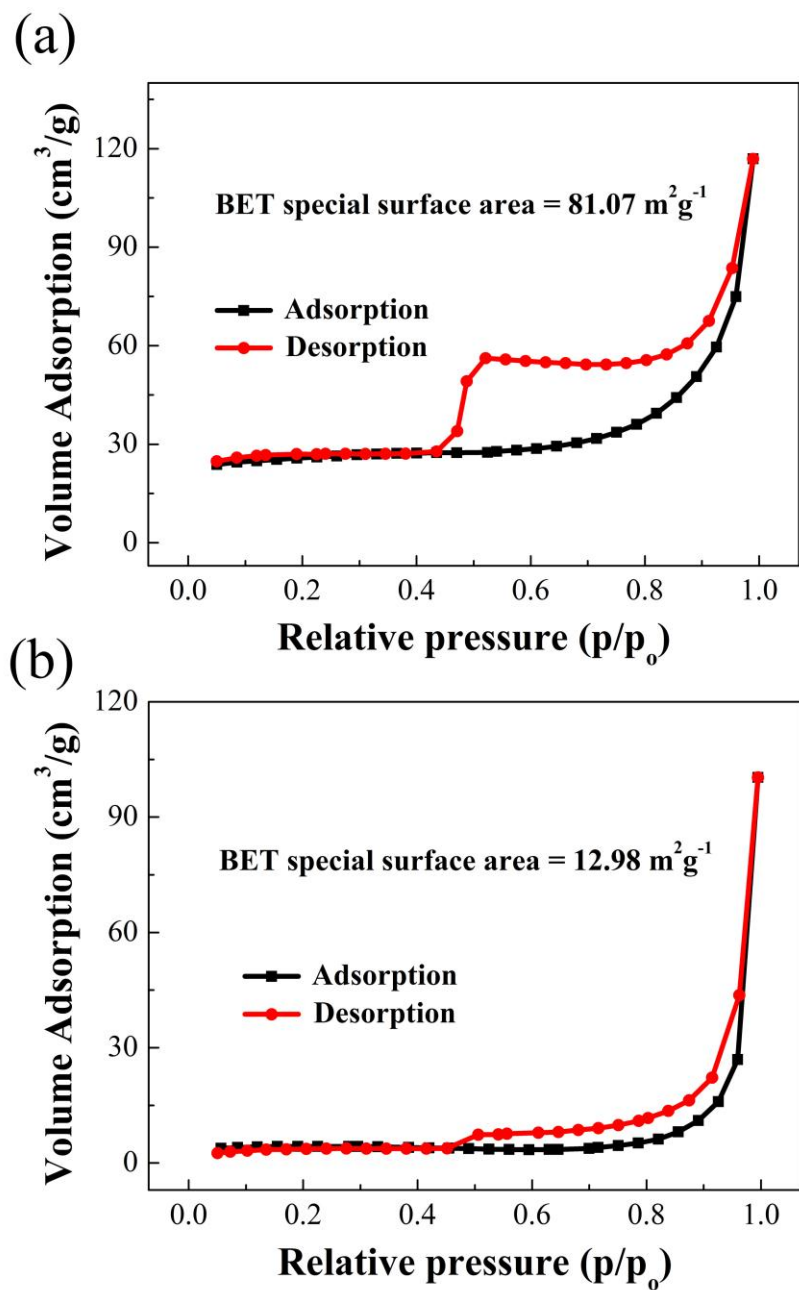 (a)
Volume Adsorption (cm³/g)
120
90
60
30
0
BET special surface area = 81.07 m²g⁻¹
Adsorption
Desorption
0.0 0.2 0.4 0.6 0.8 1.0
Relative pressure (p/pₒ)
(b)
Volume Adsorption (cm³/g)
120
90
60
30
0
BET special surface area = 12.98 m²g⁻¹
Adsorption
Desorption
0.0 0.2 0.4 0.6 0.8 1.0
Relative pressure (p/pₒ)